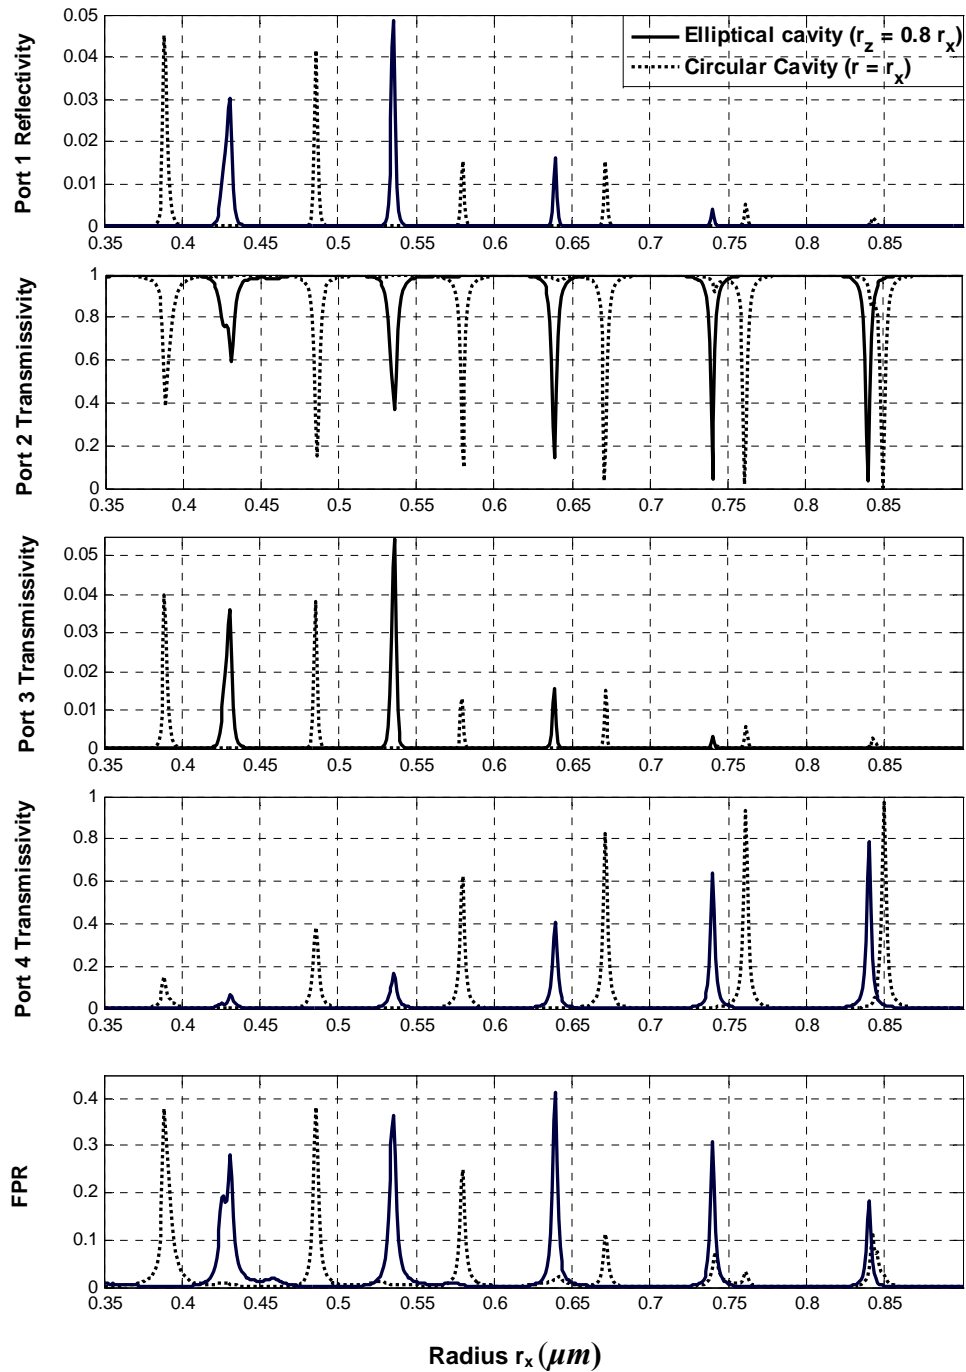 Port 1 Reflectivity
0.05
0.04
0.03
0.02
0.01
0
Elliptical cavity (r_z = 0.8 r_x)
Circular Cavity (r = r_x)
0.35 0.4 0.45 0.5 0.55 0.6 0.65 0.7 0.75 0.8 0.85
Port 2 Transmissivity
1
0.8
0.6
0.4
0.2
0
0.35 0.4 0.45 0.5 0.55 0.6 0.65 0.7 0.75 0.8 0.85
Port 3 Transmissivity
0.05
0.04
0.03
0.02
0.01
0
0.35 0.4 0.45 0.5 0.55 0.6 0.65 0.7 0.75 0.8 0.85
Port 4 Transmissivity
1
0.8
0.6
0.4
0.2
0
0.35 0.4 0.45 0.5 0.55 0.6 0.65 0.7 0.75 0.8 0.85
FPR
0.4
0.3
0.2
0.1
0
0.35 0.4 0.45 0.5 0.55 0.6 0.65 0.7 0.75 0.8 0.85
Radius r_x (μm)